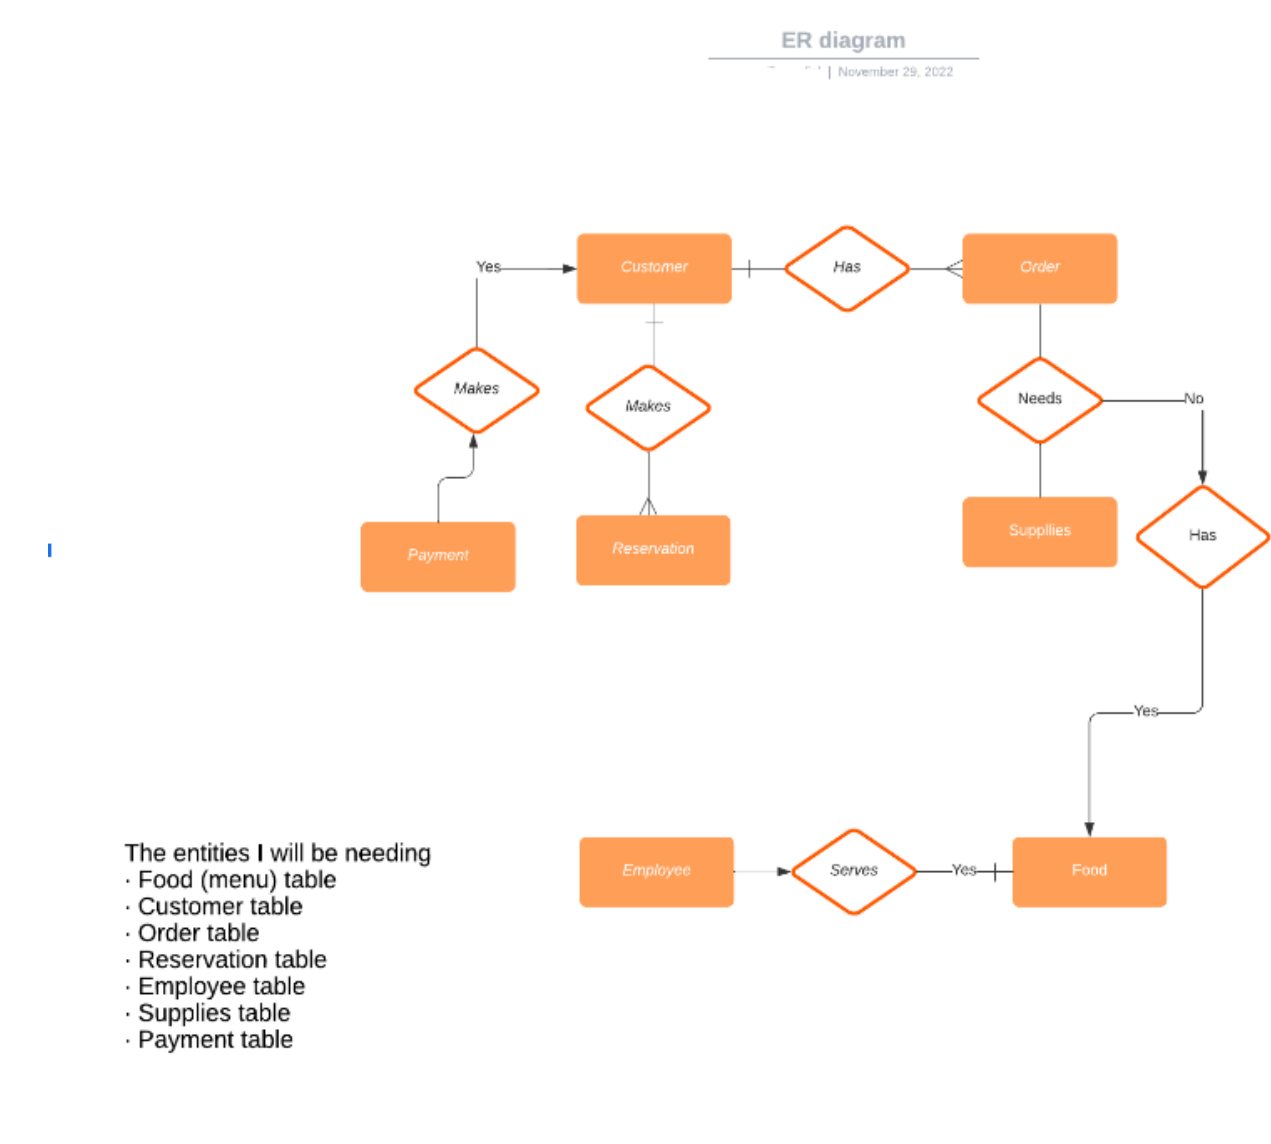 ER diagram
| November 29, 2022
Customer
Has
Order
Yes
Makes
Makes
Needs
No
Payment
Reservation
Suppllies
Has
Yes
Employee
Serves
Yes
Food
The entities I will be needing
· Food (menu) table
· Customer table
· Order table
· Reservation table
· Employee table
· Supplies table
· Payment table